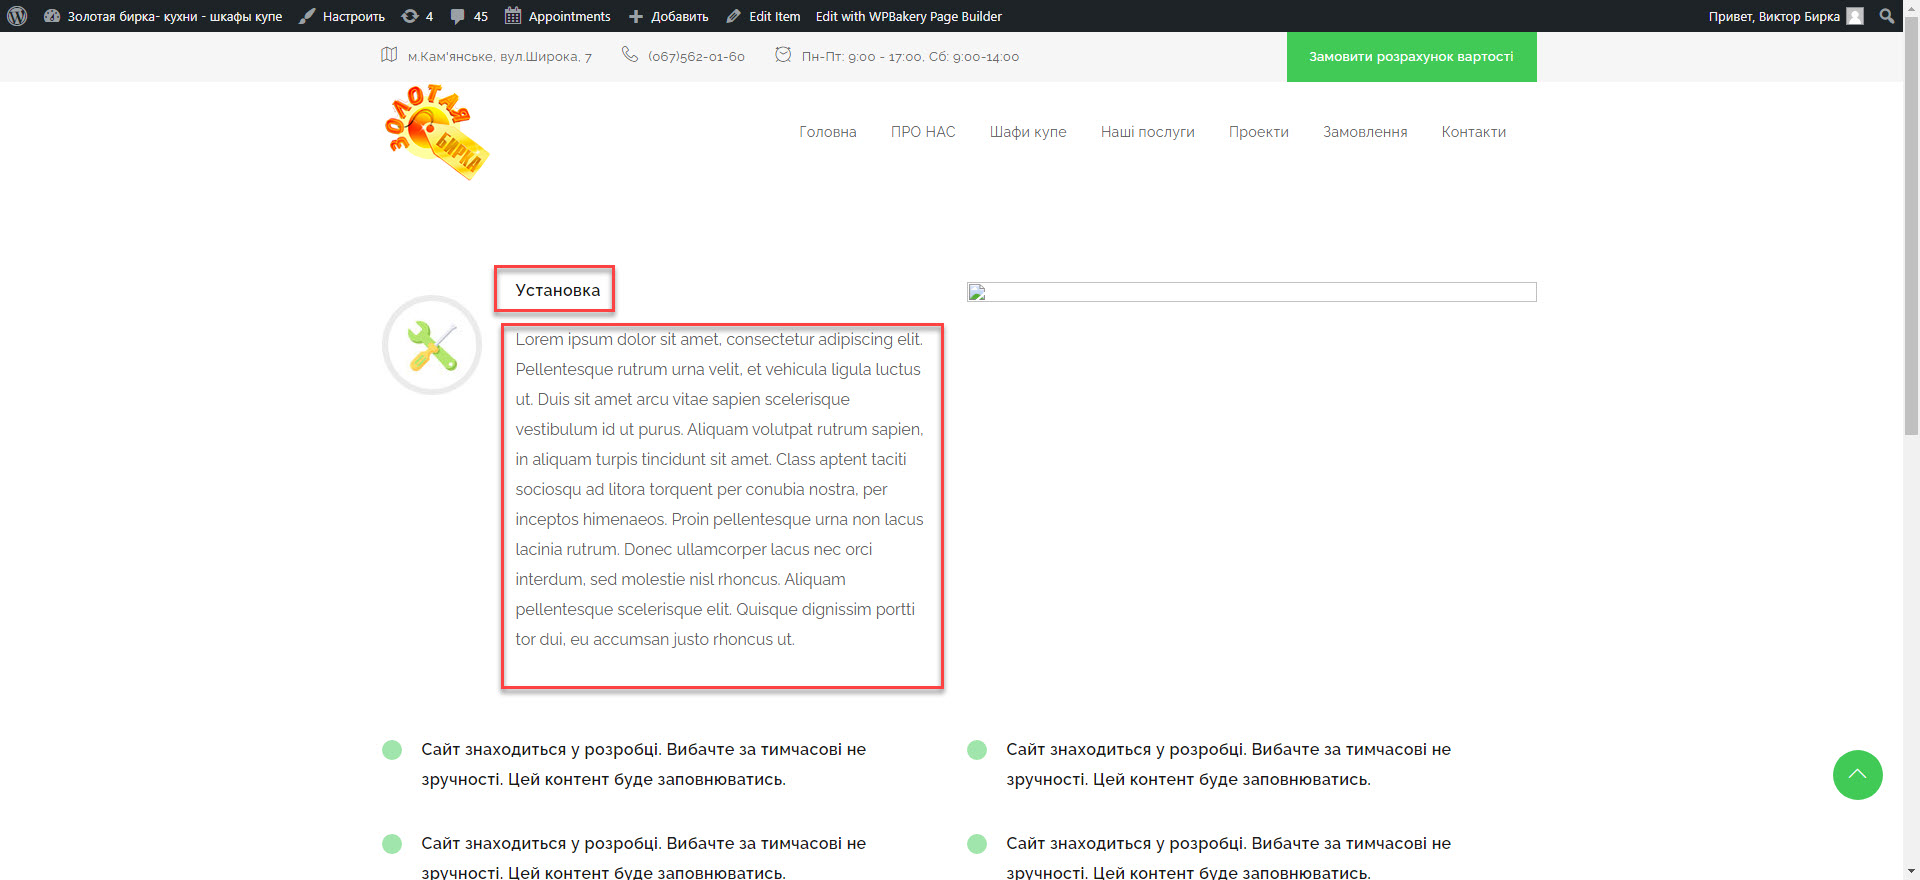 Золотая бирка- кухни - шкафы купе Настроить 4 45 Appointments Добавить Edit Item Edit with WPBakery Page Builder Привет, Виктор Бирка
м.Кам'янське, вул.Широка, 7 (067)562-01-60 Пн-Пт: 9:00 - 17:00, Сб: 9:00-14:00 Замовити розрахунок вартості
ЗОЛОТАЯ
БИРКА
Головна ПРО НАС Шафи купе Наші послуги Проекти Замовлення Контакти
Установка
Lorem ipsum dolor sit amet, consectetur adipiscing elit.
Pellentesque rutrum urna velit, et vehicula ligula luctus
ut. Duis sit amet arcu vitae sapien scelerisque
vestibulum id ut purus. Aliquam volutpat rutrum sapien,
in aliquam turpis tincidunt sit amet. Class aptent taciti
sociosqu ad litora torquent per conubia nostra, per
inceptos himenaeos. Proin pellentesque urna non lacus
lacinia rutrum. Donec ullamcorper lacus nec orci
interdum, sed molestie nisl rhoncus. Aliquam
pellentesque scelerisque elit. Quisque dignissim portti
tor dui, eu accumsan justo rhoncus ut.
Сайт знаходиться у розробці. Вибачте за тимчасові не
зручності. Цей контент буде заповнюватись.
Сайт знаходиться у розробці. Вибачте за тимчасові не
зручності. Цей контент буде заповнюватись.
Сайт знаходиться у розробці. Вибачте за тимчасові не
зручності. Цей контент буде заповнюватись.
Сайт знаходиться у розробці. Вибачте за тимчасові не
зручності. Цей контент буде заповнюватись.